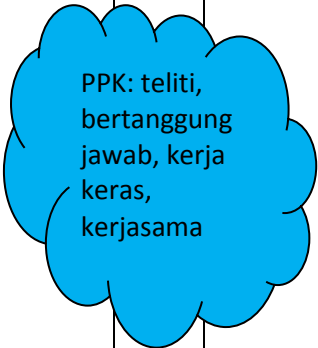 PPK: teliti,
bertanggung
jawab, kerja
keras,
kerjasama